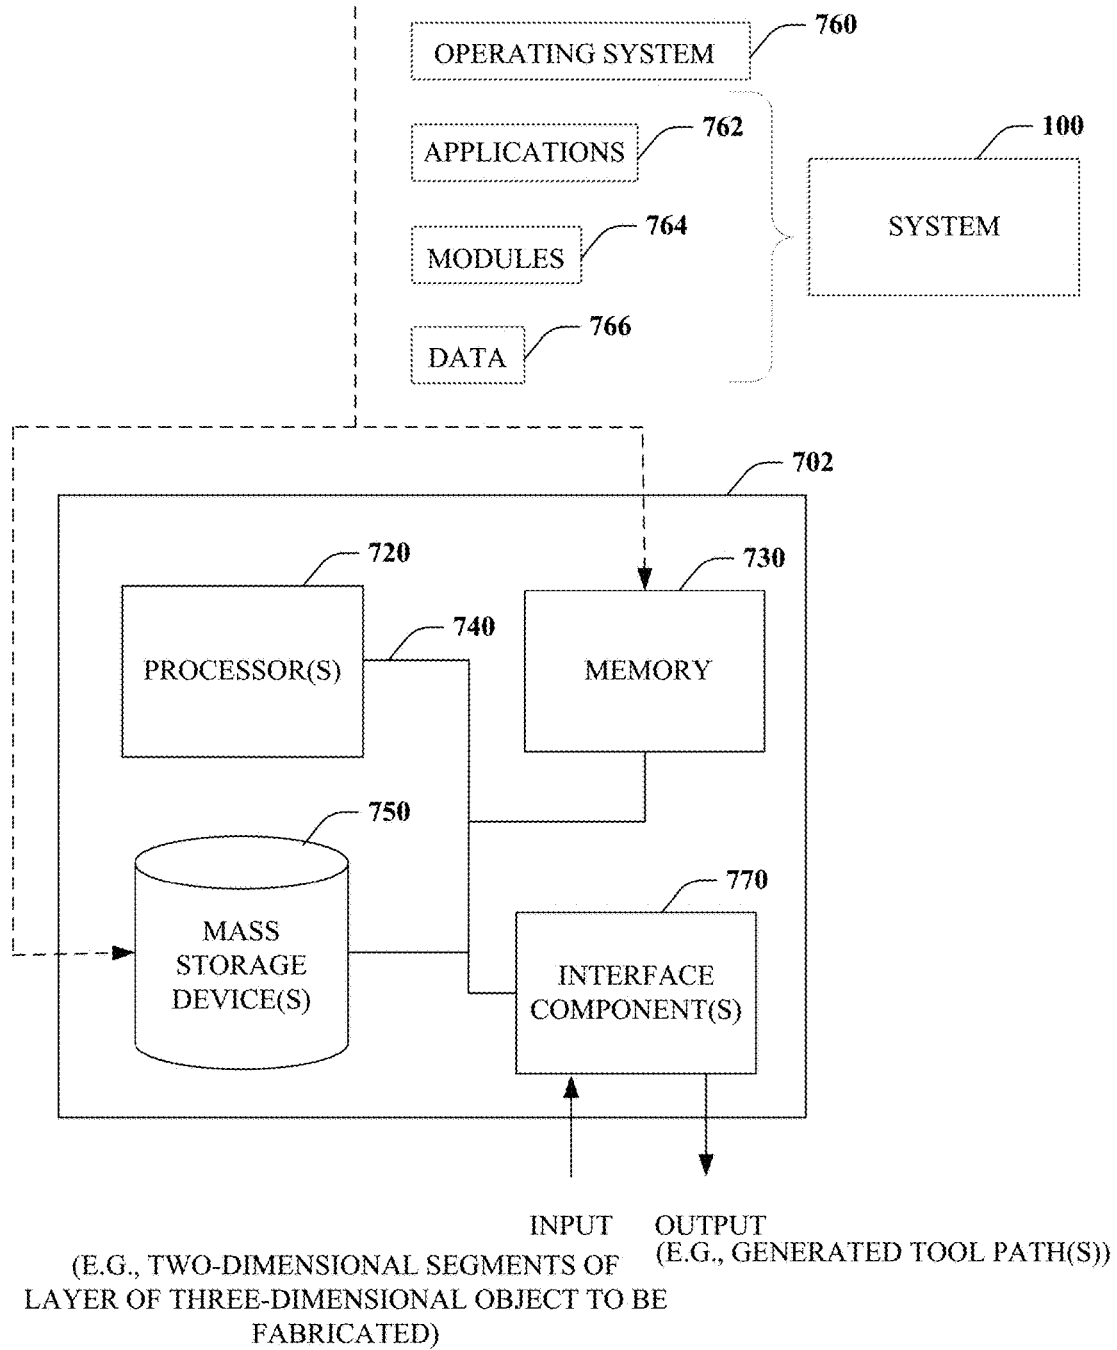 760
OPERATING SYSTEM
762
APPLICATIONS
100
SYSTEM
764
MODULES
766
DATA
702
720
PROCESSOR(S)
730
MEMORY
740
750
MASS
STORAGE
DEVICE(S)
770
INTERFACE
COMPONENT(S)
INPUT
(E.G., TWO-DIMENSIONAL SEGMENTS OF
LAYER OF THREE-DIMENSIONAL OBJECT TO BE
FABRICATED)
OUTPUT
(E.G., GENERATED TOOL PATH(S))